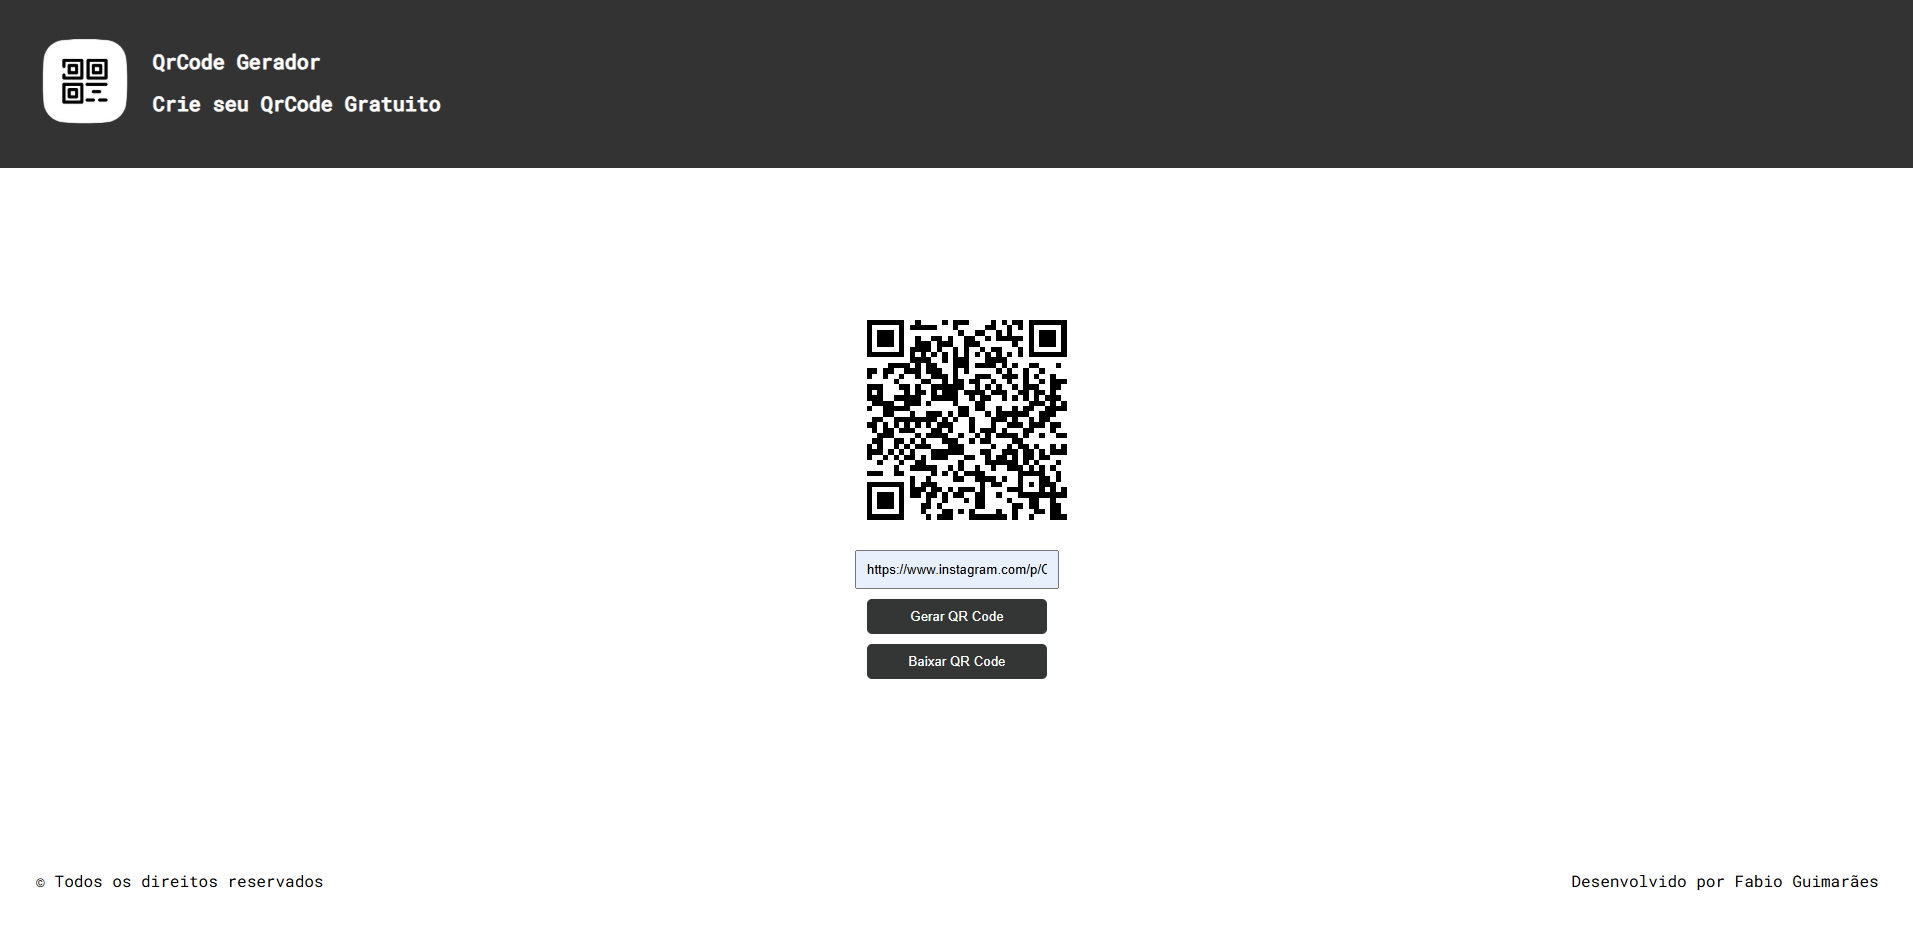 QrCode Gerador
Crie seu QrCode Gratuito
https://www.instagram.com/p/C
Gerar QR Code
Baixar QR Code
© Todos os direitos reservados
Desenvolvido por Fabio Guimarães